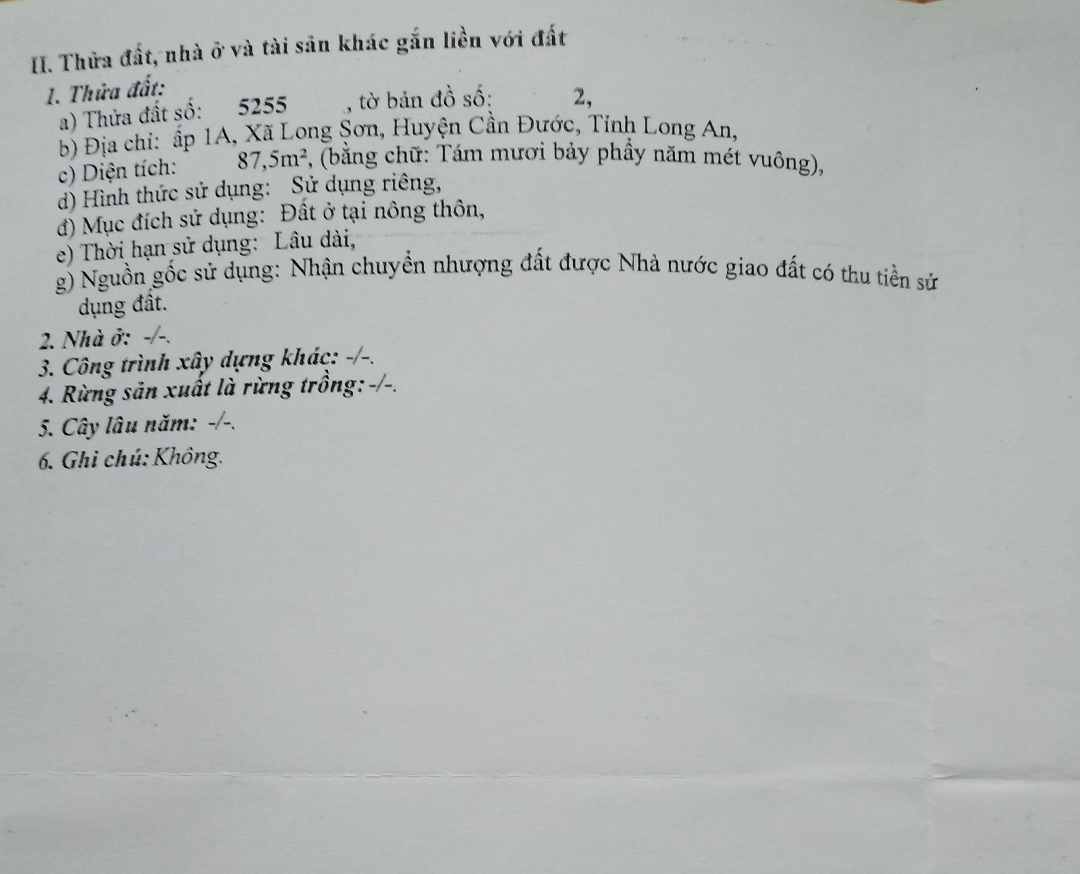 II. Thửa đất, nhà ở và tài sản khác gắn liền với đất
1. Thửa đất:
a) Thửa đất số: 5255 , tờ bản đồ số: 2,
b) Địa chỉ: ấp 1A, Xã Long Sơn, Huyện Cần Đước, Tỉnh Long An,
c) Diện tích: 87,5m², (bằng chữ: Tám mươi bảy phẩy năm mét vuông),
d) Hình thức sử dụng: Sử dụng riêng,
đ) Mục đích sử dụng: Đất ở tại nông thôn,
e) Thời hạn sử dụng: Lâu dài,
g) Nguồn gốc sử dụng: Nhận chuyển nhượng đất được Nhà nước giao đất có thu tiền sử
dụng đất.
2. Nhà ở: -/-.
3. Công trình xây dựng khác: -/-.
4. Rừng sản xuất là rừng trồng: -/-.
5. Cây lâu năm: -/-.
6. Ghi chú: Không.